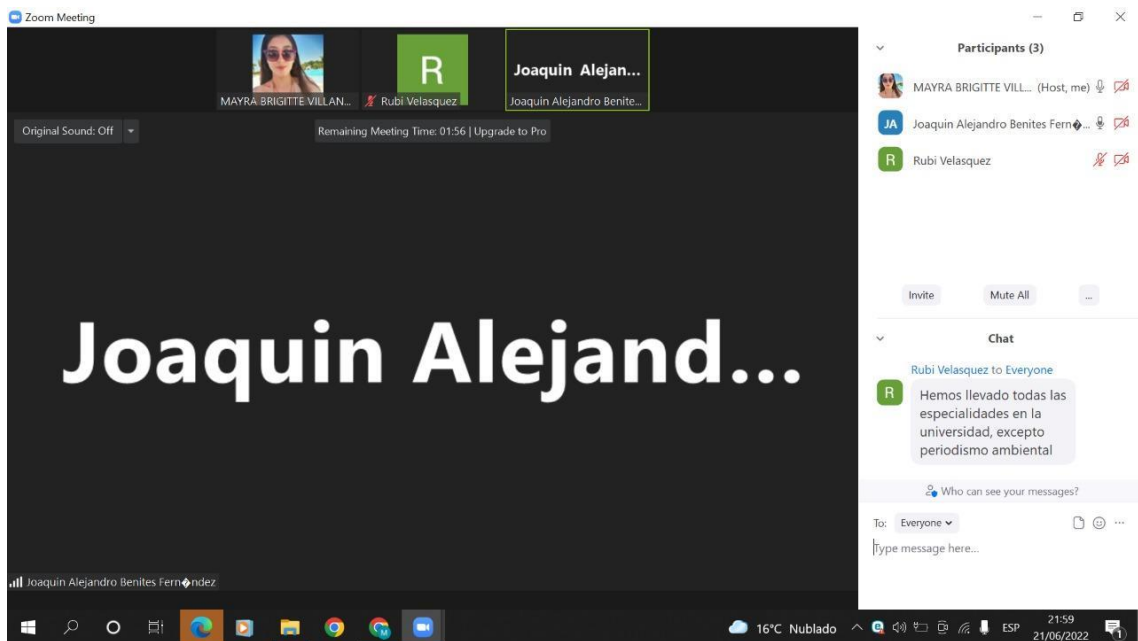 Zoom Meeting
R
Joaquin Alejan...
MAYRA BRIGITTE VILLAN...
Rubi Velasquez
Joaquin Alejandro Benite...
Original Sound: Off
Remaining Meeting Time: 01:56 | Upgrade to Pro
Joaquin Alejand...
Joaquin Alejandro Benites Fern�ndez
Participants (3)
MAYRA BRIGITTE VILL... (Host, me)
JA Joaquin Alejandro Benites Fern�...
R Rubi Velasquez
Invite Mute All ...
Chat
Rubi Velasquez to Everyone
R Hemos llevado todas las
especialidades en la
universidad, excepto
periodismo ambiental
Who can see your messages?
To: Everyone
Type message here...
16°C Nublado
ESP
21:59
21/06/2022
1